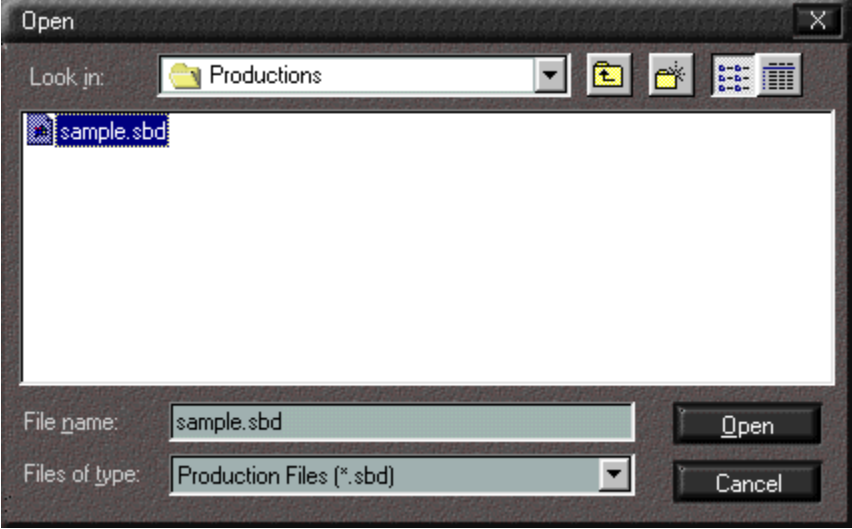 Open
Look in:
Productions
sample.sbd
File name:
sample.sbd
Open
Files of type:
Production Files (*.sbd)
Cancel